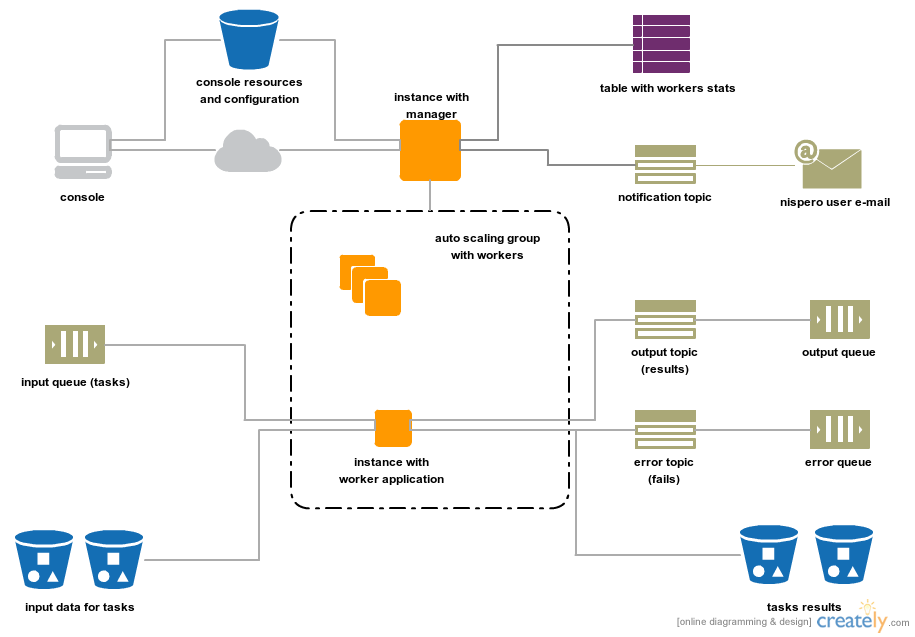 console resources
and configuration
instance with
manager
table with workers stats
console
notification topic
@
nispero user e-mail
auto scaling group
with workers
input queue (tasks)
output topic
(results)
output queue
instance with
worker application
error topic
(fails)
error queue
input data for tasks
tasks results
[online diagramming & design] creately.com